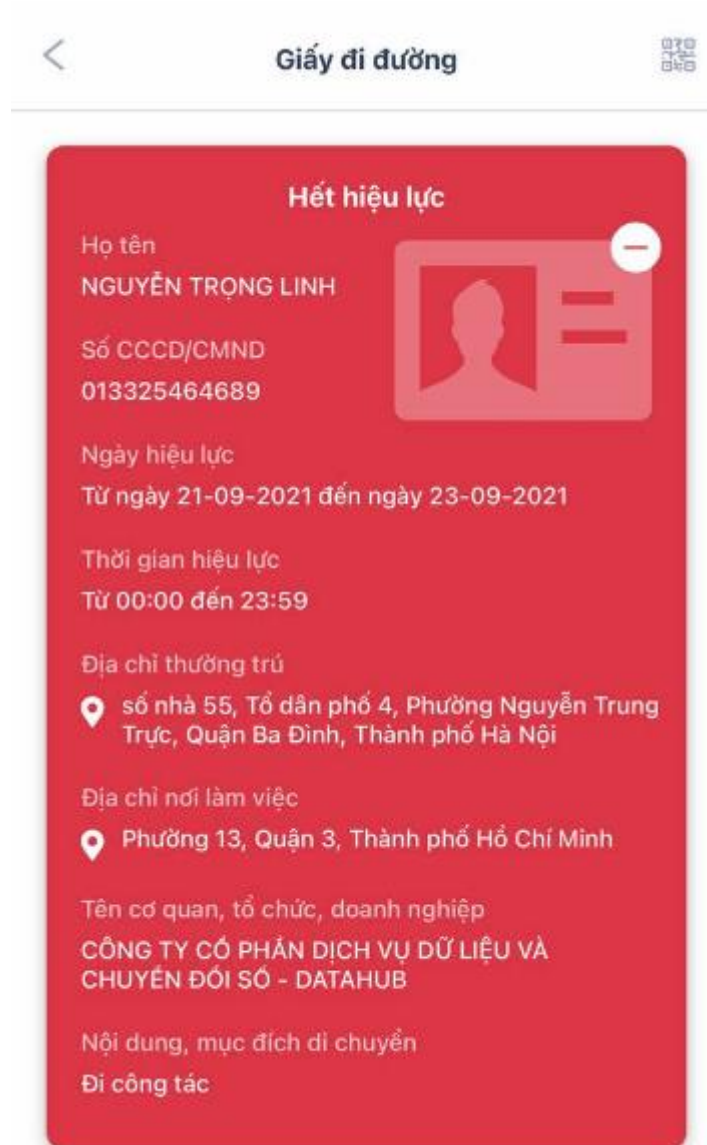 Giấy đi đường
Hết hiệu lực
Họ tên
NGUYỄN TRỌNG LINH
Số CCCD/CMND
013325464689
Ngày hiệu lực
Từ ngày 21-09-2021 đến ngày 23-09-2021
Thời gian hiệu lực
Từ 00:00 đến 23:59
Địa chỉ thường trú
số nhà 55, Tổ dân phố 4, Phường Nguyễn Trung
Trực, Quận Ba Đình, Thành phố Hà Nội
Địa chỉ nơi làm việc
Phường 13, Quận 3, Thành phố Hồ Chí Minh
Tên cơ quan, tổ chức, doanh nghiệp
CÔNG TY CỔ PHẦN DỊCH VỤ DỮ LIỆU VÀ
CHUYỂN ĐỔI SỐ - DATAHUB
Nội dung, mục đích di chuyển
Đi công tác